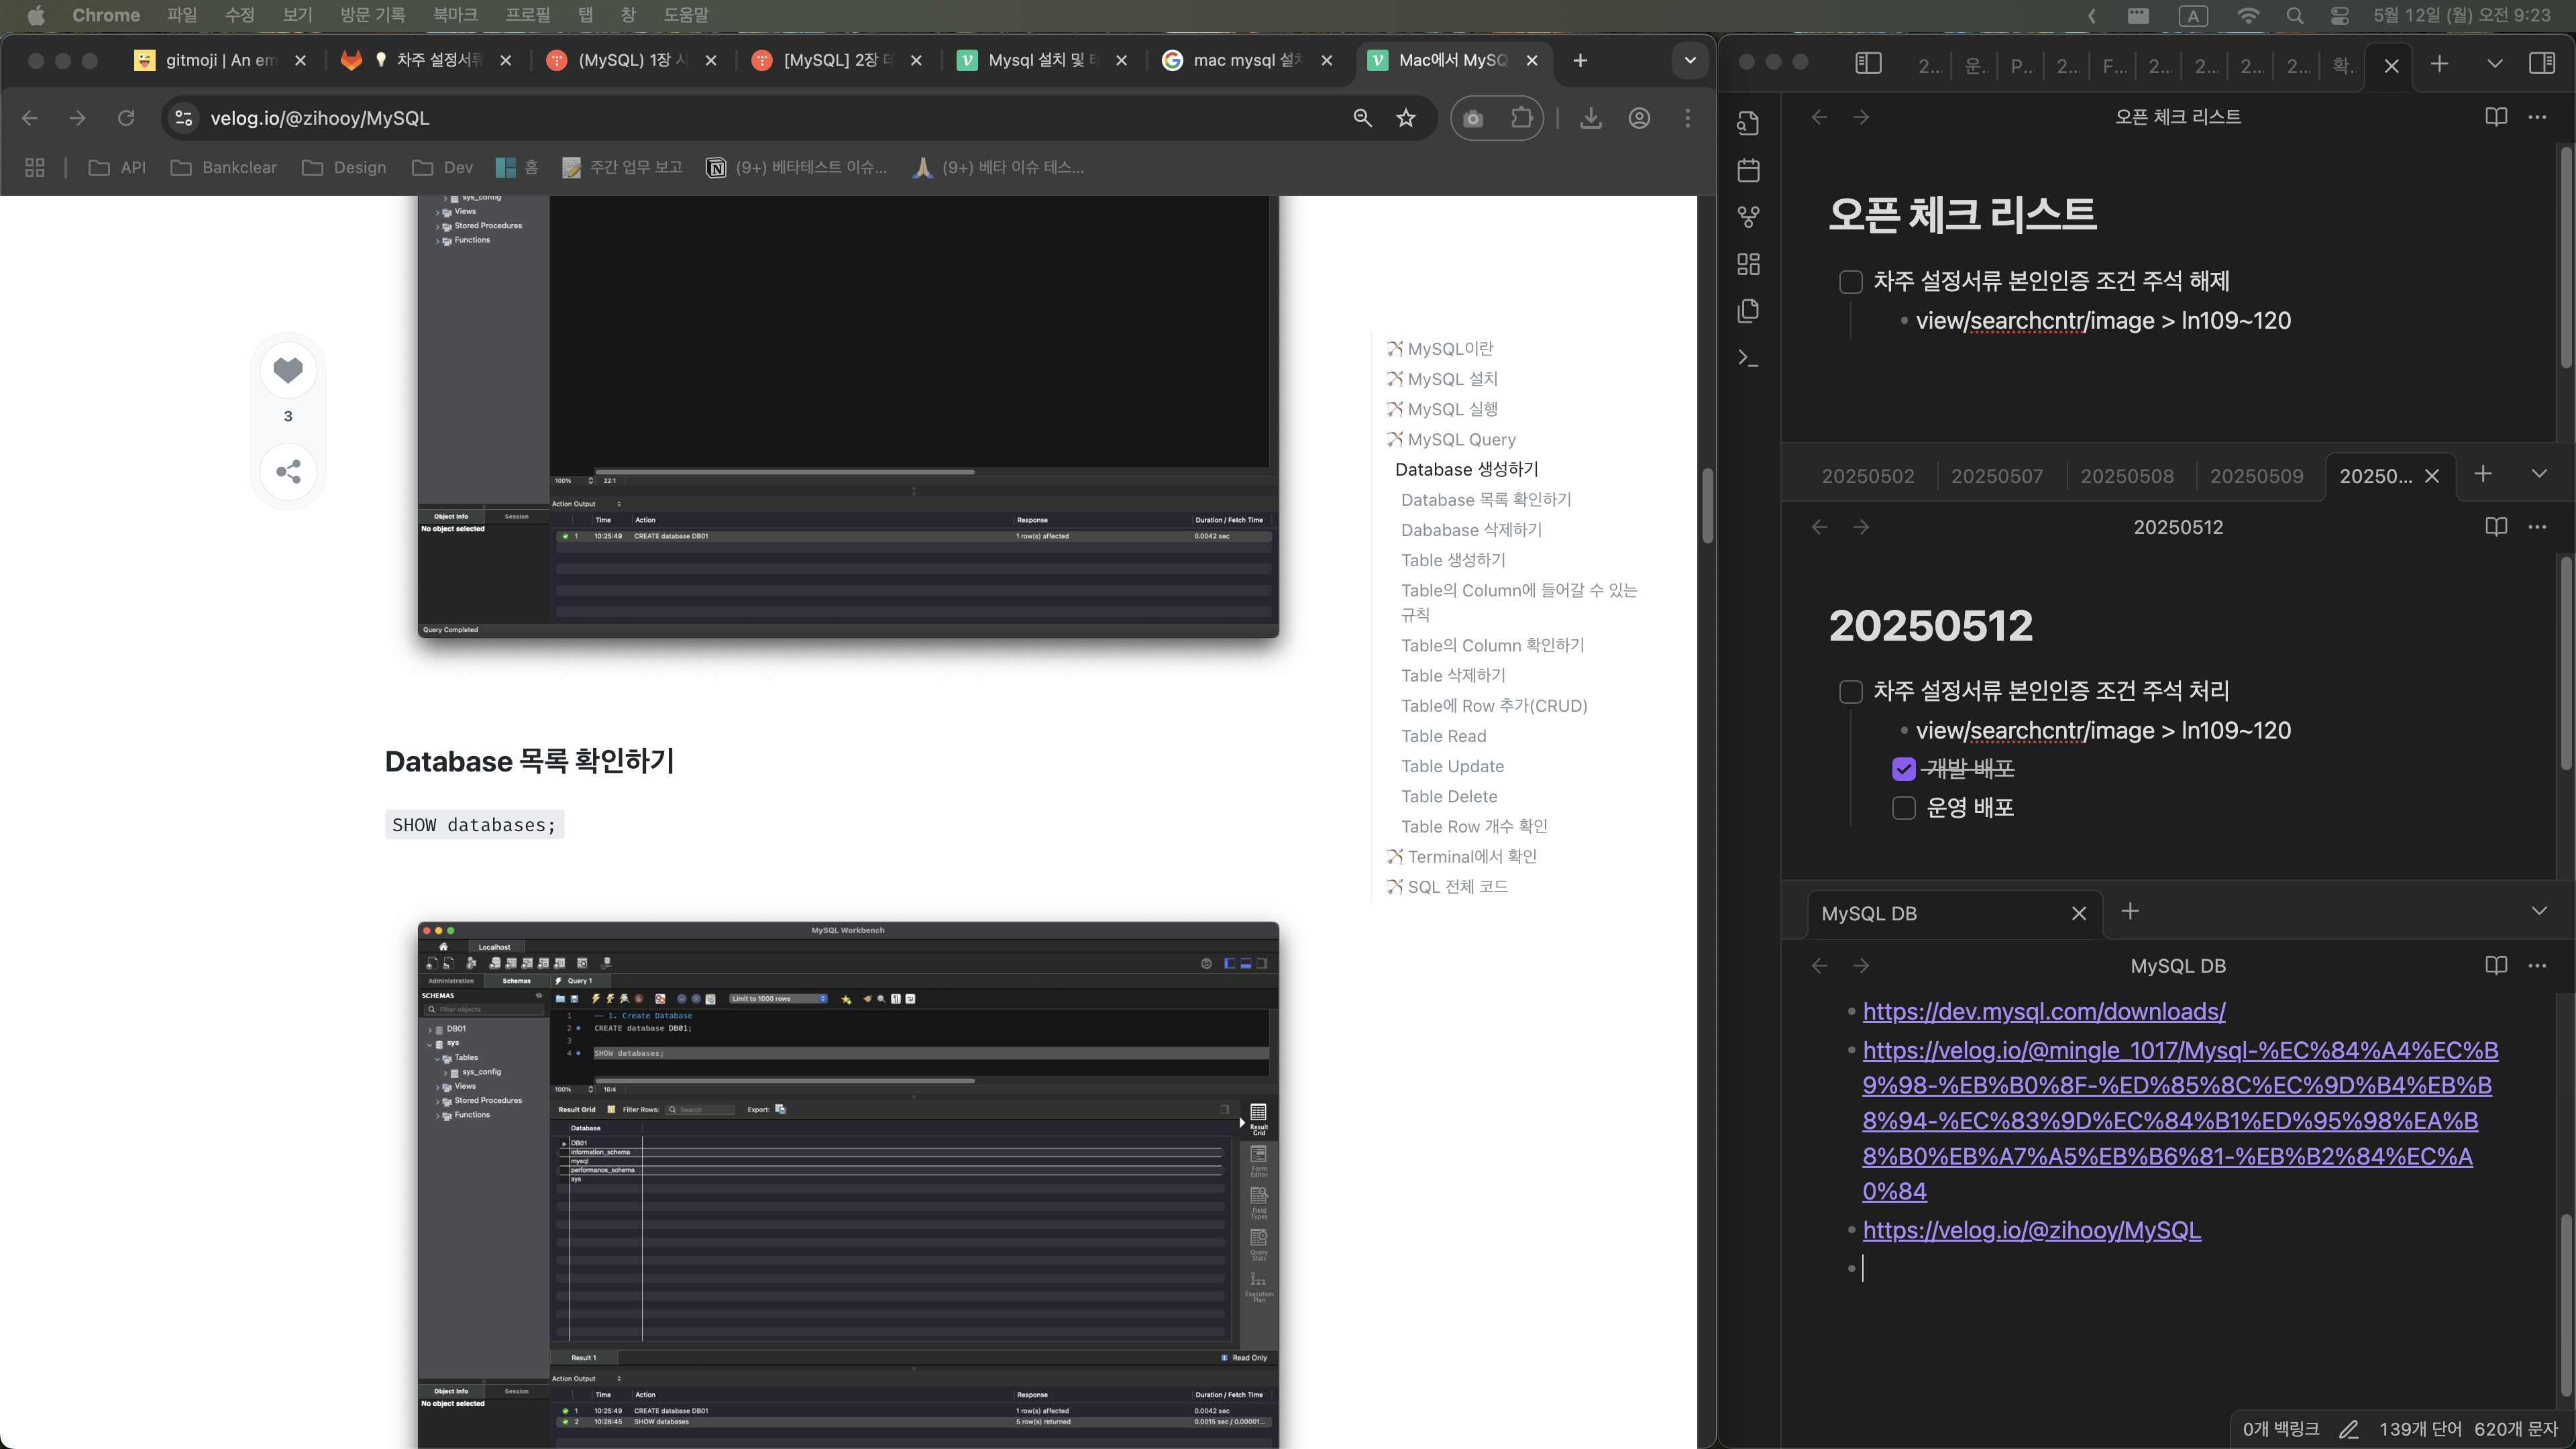 Chrome 파일 수정 보기 방문 기록 북마크 프로필 탭 창 도움말
A 5월 12일 (월) 오전 9:23
gitmoji | An em
차주 설정서류
(MySQL) 1장 시
[MySQL] 2장 데
Mysql 설치 및 테
mac mysql 설치
Mac에서 MySQ
velog.io/@zihooy/MySQL
API Bankclear Design Dev 홈 주간 업무 보고 (9+) 베타테스트 이슈... (9+) 베타 이슈 테스...
sys_config
Views
Stored Procedures
Functions
100% 22:1
Action Output
Object Info Session
No object selected
Time Action Response Duration / Fetch Time
1 10:25:49 CREATE database DB01 1 row(s) affected 0.0042 sec
Query Completed
3
Database 목록 확인하기
SHOW databases;
MySQL Workbench
Localhost
Administration Schemas Query 1
SCHEMAS
Filter objects
Limit to 1000 rows
DB01
sys
Tables
sys_config
Views
Stored Procedures
Functions
1 -- 1. Create Database
2 CREATE database DB01;
3
4 SHOW databases;
100% 16:4
Result Grid Filter Rows: Search Export:
Database
DB01
information_schema
mysql
performance_schema
sys
Result Grid
Form Editor
Field Types
Query Stats
Execution Plan
Result 1 Read Only
Action Output
Object Info Session
No object selected
Time Action Response Duration / Fetch Time
1 10:25:49 CREATE database DB01 1 row(s) affected 0.0042 sec
2 10:28:45 SHOW databases 5 row(s) returned 0.0015 sec / 0.00001...
MySQL이란
MySQL 설치
MySQL 실행
MySQL Query
Database 생성하기
Database 목록 확인하기
Dababase 삭제하기
Table 생성하기
Table의 Column에 들어갈 수 있는
규칙
Table의 Column 확인하기
Table 삭제하기
Table에 Row 추가(CRUD)
Table Read
Table Update
Table Delete
Table Row 개수 확인
Terminal에서 확인
SQL 전체 코드
2... 운. P... 2... F... 2... 2... 2... 2... 확.
오픈 체크 리스트
오픈 체크 리스트
차주 설정서류 본인인증 조건 주석 해제
view/searchcntr/image > ln109~120
20250502 20250507 20250508 20250509 20250...
20250512
20250512
차주 설정서류 본인인증 조건 주석 처리
view/searchcntr/image > ln109~120
개발 배포
운영 배포
MySQL DB
MySQL DB
https://dev.mysql.com/downloads/
https://velog.io/@mingle_1017/Mysql-%EC%84%A4%EC%B
9%98-%EB%B0%8F-%ED%85%8C%EC%9D%B4%EB%B
8%94-%EC%83%9D%EC%84%B1%ED%95%98%EA%B
8%B0%EB%A7%A5%EB%B6%81-%EB%B2%84%EC%A
0%84
https://velog.io/@zihooy/MySQL
0개 백링크 139개 단어 620개 문자